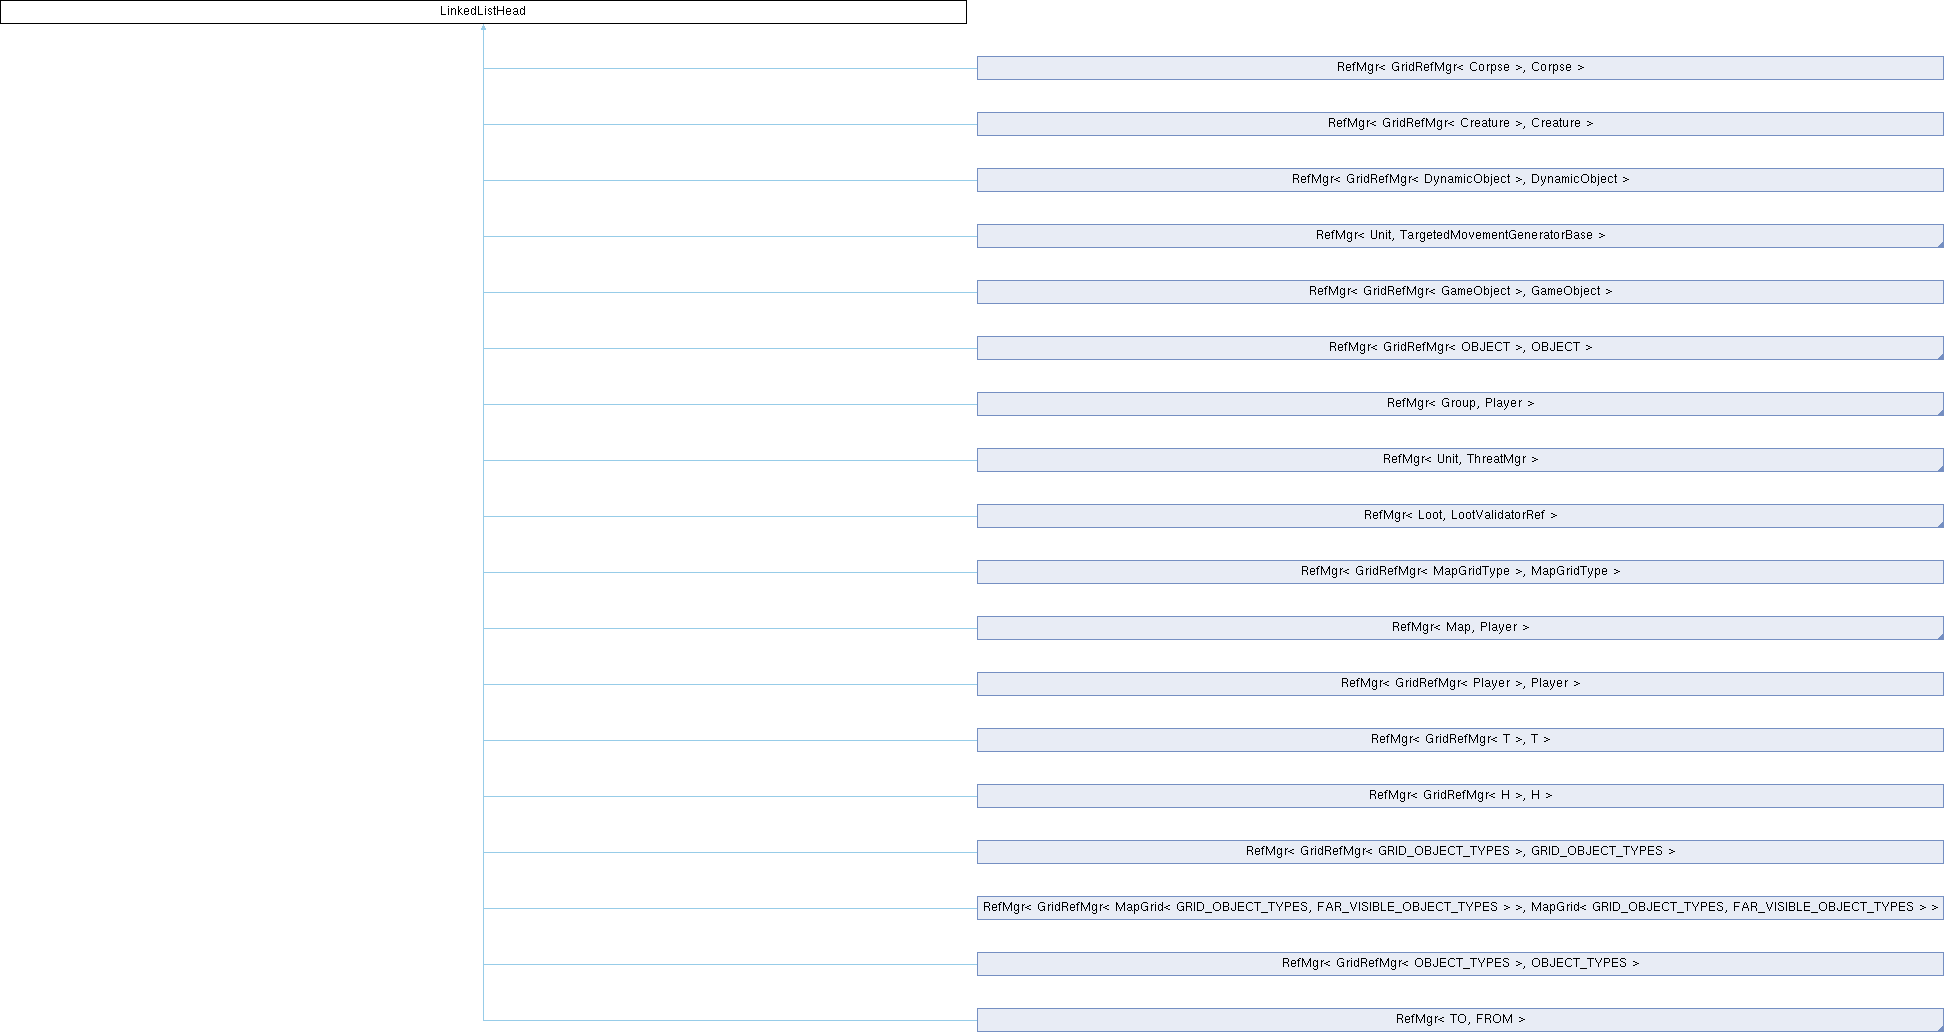 LinkedListHead
RefMgr< GridRefMgr< Corpse >, Corpse >
RefMgr< GridRefMgr< Creature >, Creature >
RefMgr< GridRefMgr< DynamicObject >, DynamicObject >
RefMgr< Unit, TargetedMovementGeneratorBase >
RefMgr< GridRefMgr< GameObject >, GameObject >
RefMgr< GridRefMgr< OBJECT >, OBJECT >
RefMgr< Group, Player >
RefMgr< Unit, ThreatMgr >
RefMgr< Loot, LootValidatorRef >
RefMgr< GridRefMgr< MapGridType >, MapGridType >
RefMgr< Map, Player >
RefMgr< GridRefMgr< Player >, Player >
RefMgr< GridRefMgr< T >, T >
RefMgr< GridRefMgr< H >, H >
RefMgr< GridRefMgr< GRID_OBJECT_TYPES >, GRID_OBJECT_TYPES >
RefMgr< GridRefMgr< MapGrid< GRID_OBJECT_TYPES, FAR_VISIBLE_OBJECT_TYPES > >, MapGrid< GRID_OBJECT_TYPES, FAR_VISIBLE_OBJECT_TYPES > >
RefMgr< GridRefMgr< OBJECT_TYPES >, OBJECT_TYPES >
RefMgr< TO, FROM >